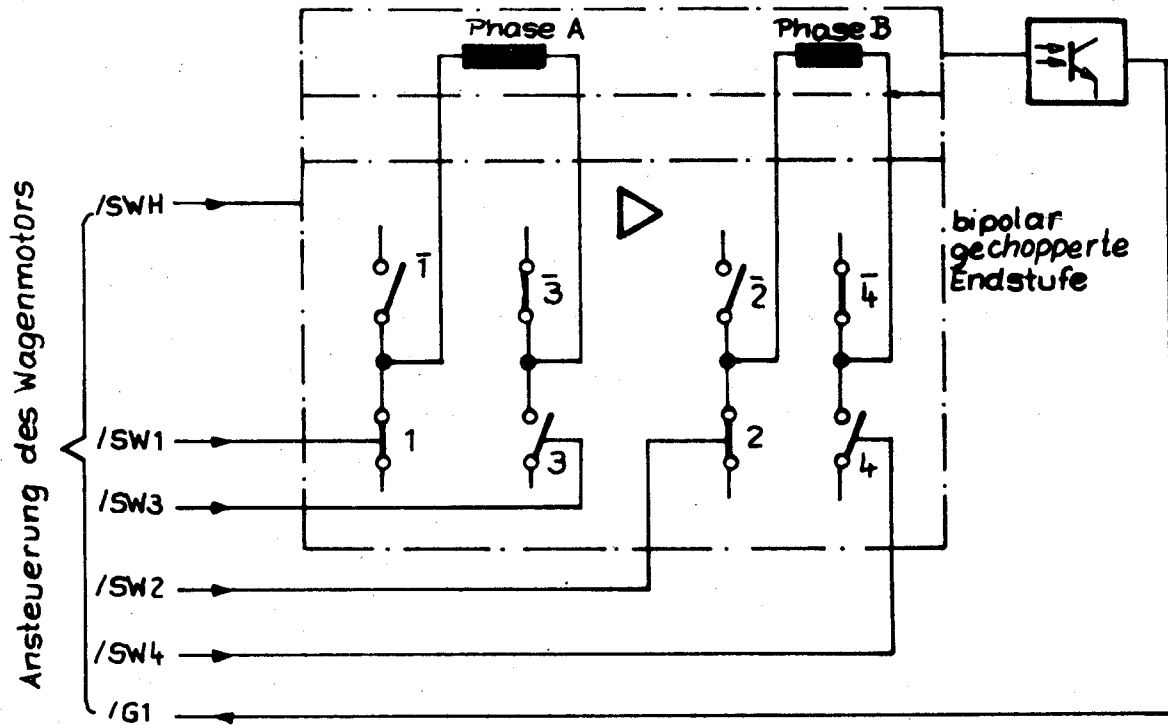 Phase A
Phase B
Ansteuerung des Wagenmotors
/SWH
bipolar
gechopperte
Endstufe
1̅
3̅
2̅
4̅
/SW1
1
3
2
4
/SW3
/SW2
/SW4
/G1